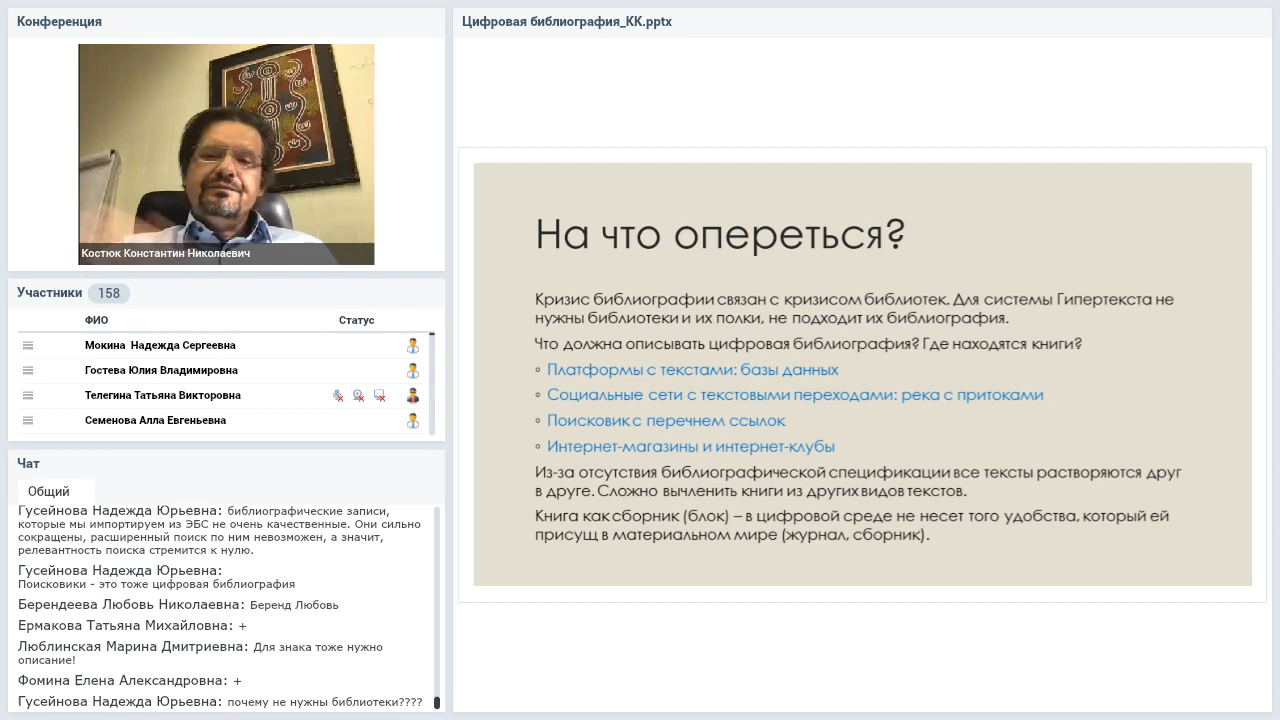 Конференция
Костюк Константин Николаевич
Участники 158
ФИО Статус
Мокина Надежда Сергеевна
Гостева Юлия Владимировна
Телегина Татьяна Викторовна
Семенова Алла Евгеньевна
Чат
Общий
Гусейнова Надежда Юрьевна: библиографические записи,
которые мы импортируем из ЭБС не очень качественные. Они сильно
сокращены, расширенный поиск по ним невозможен, а значит,
релевантность поиска стремится к нулю.
Гусейнова Надежда Юрьевна:
Поисковики - это тоже цифровая библиография
Берендеева Любовь Николаевна: Беренд Любовь
Ермакова Татьяна Михайловна: +
Люблинская Марина Дмитриевна: Для знака тоже нужно
описание!
Фомина Елена Александровна: +
Гусейнова Надежда Юрьевна: почему не нужны библиотеки????
Цифровая библиография_КК.pptx
На что опереться?
Кризис библиографии связан с кризисом библиотек. Для системы Гипертекста не
нужны библиотеки и их полки, не подходит их библиография.
Что должна описывать цифровая библиография? Где находятся книги?
◦ Платформы с текстами: базы данных
◦ Социальные сети с текстовыми переходами: река с притоками
◦ Поисковик с перечнем ссылок
◦ Интернет-магазины и интернет-клубы
Из-за отсутствия библиографической спецификации все тексты растворяются друг
в друге. Сложно вычленить книги из других видов текстов.
Книга как сборник (блок) – в цифровой среде не несет того удобства, который ей
присущ в материальном мире (журнал, сборник).